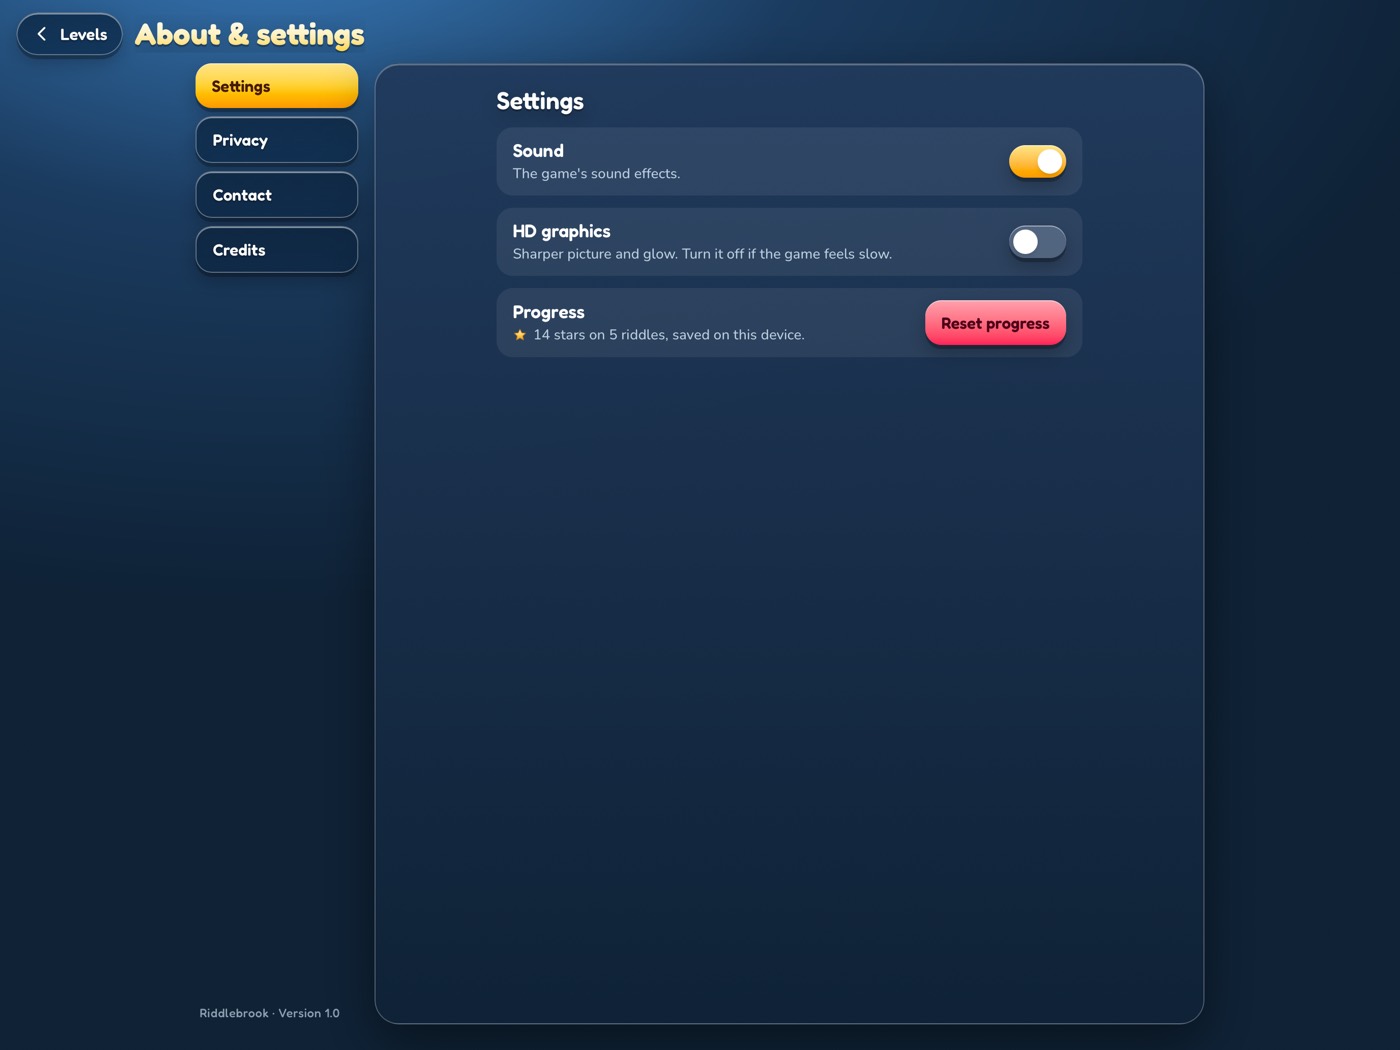 Levels
About & settings
Settings
Privacy
Contact
Credits
Settings
Sound
The game's sound effects.
HD graphics
Sharper picture and glow. Turn it off if the game feels slow.
Progress
14 stars on 5 riddles, saved on this device.
Reset progress
Riddlebrook · Version 1.0